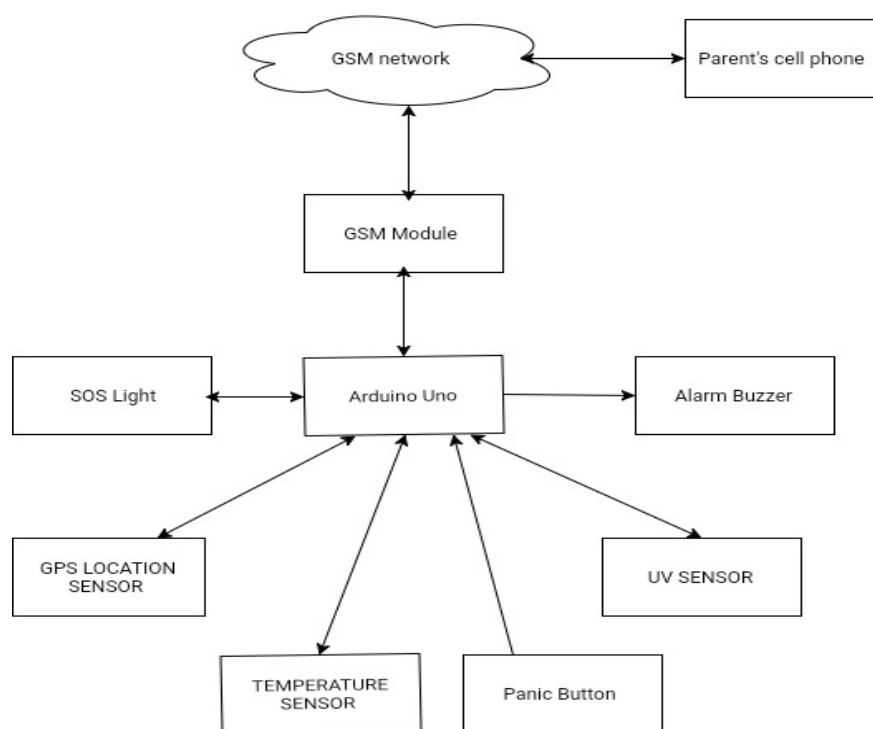 GSM network
Parent's cell phone
GSM Module
SOS Light
Arduino Uno
Alarm Buzzer
GPS LOCATION
SENSOR
UV SENSOR
TEMPERATURE
SENSOR
Panic Button